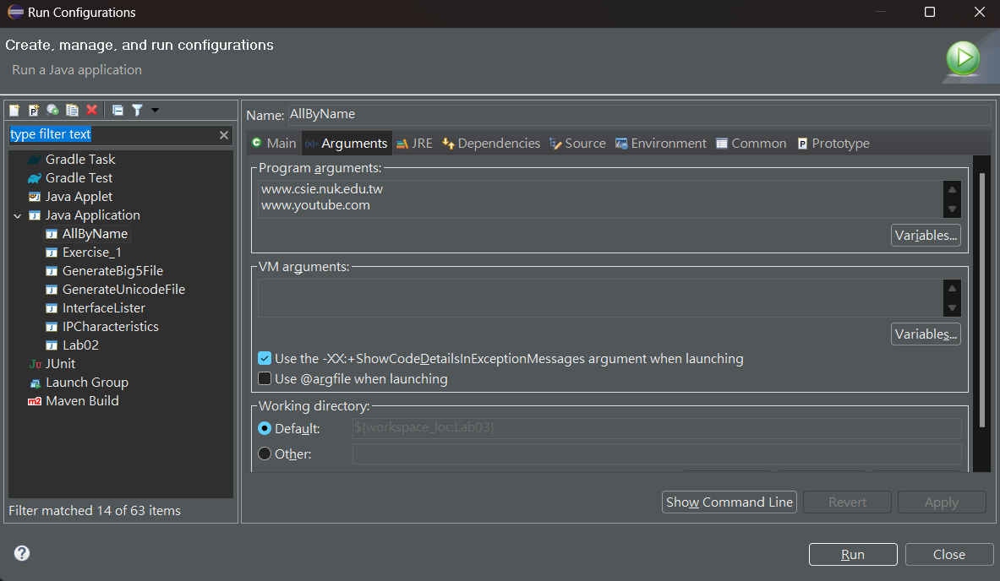 Run Configurations
Create, manage, and run configurations
Run a Java application
type filter text
Gradle Task
Gradle Test
Java Applet
Java Application
AllByName
Exercise_1
GenerateBig5File
GenerateUnicodeFile
InterfaceLister
IPCharacteristics
Lab02
JUnit
Launch Group
Maven Build
Filter matched 14 of 63 items
Name: AllByName
Main Arguments JRE Dependencies Source Environment Common Prototype
Program arguments:
www.csie.nuk.edu.tw
www.youtube.com
Variables...
VM arguments:
Variables...
Use the -XX:+ShowCodeDetailsInExceptionMessages argument when launching
Use @argfile when launching
Working directory:
Default: ${workspace_loc:Lab03}
Other:
Show Command Line Revert Apply
Run Close